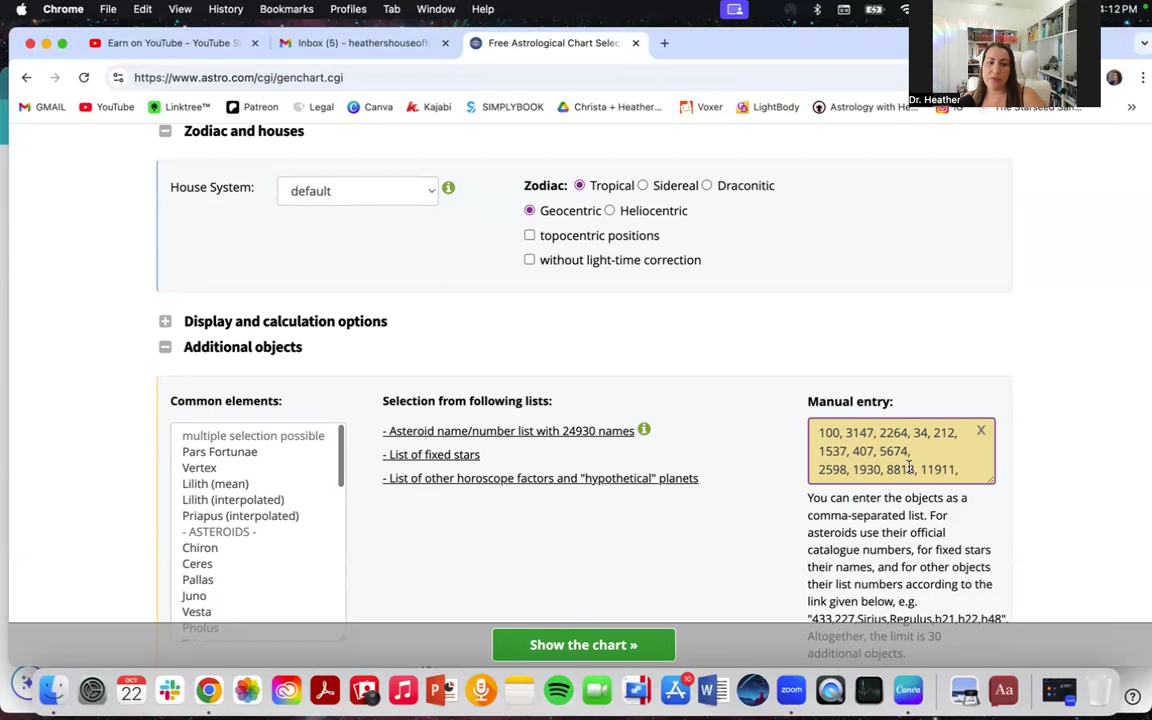 Chrome File Edit View History Bookmarks Profiles Tab Window Help
4:12 PM
Earn on YouTube - YouTube S
Inbox (5) - heathershouseof
Free Astrological Chart Selec
https://www.astro.com/cgi/genchart.cgi
GMAIL YouTube Linktree™ Patreon Legal Canva Kajabi SIMPLYBOOK Christa + Heather... Voxer LightBody Astrology with He... IG The Starseed San...
Dr. Heather
Zodiac and houses
House System: default
Zodiac: Tropical Sidereal Draconitic
Geocentric Heliocentric
topocentric positions
without light-time correction
Display and calculation options
Additional objects
Common elements:
multiple selection possible
Pars Fortunae
Vertex
Lilith (mean)
Lilith (interpolated)
Priapus (interpolated)
- ASTEROIDS -
Chiron
Ceres
Pallas
Juno
Vesta
Pholus
Selection from following lists:
- Asteroid name/number list with 24930 names
- List of fixed stars
- List of other horoscope factors and "hypothetical" planets
Manual entry:
100, 3147, 2264, 34, 212,
1537, 407, 5674,
2598, 1930, 8813, 11911,
X
You can enter the objects as a
comma-separated list. For
asteroids use their official
catalogue numbers, for fixed stars
their names, and for other objects
their list numbers according to the
link given below, e.g.
"433,227,Sirius,Regulus,h21,h22,h48".
Altogether, the limit is 30
additional objects.
Show the chart »
OCT
22
10